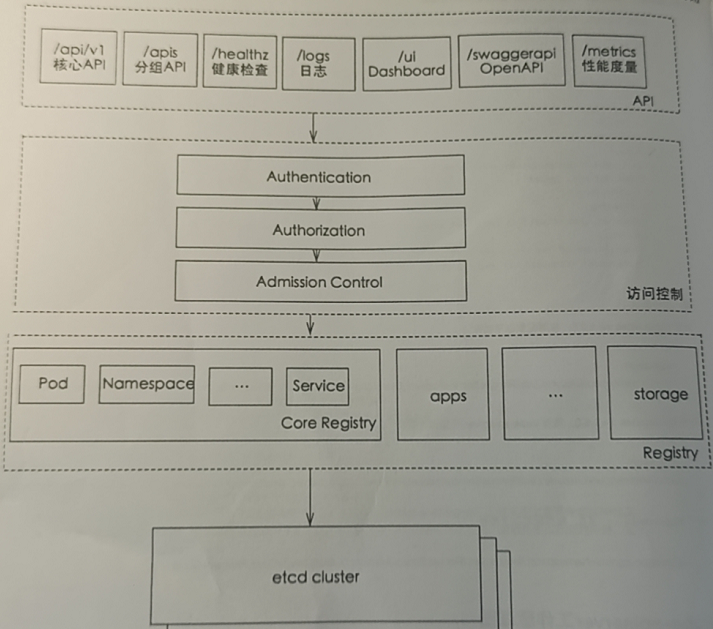 /api/v1
核心API
/apis
分组API
/healthz
健康检查
/logs
日志
/ui
Dashboard
/swaggerapi
OpenAPI
/metrics
性能度量
API
Authentication
Authorization
Admission Control
访问控制
Pod
Namespace
...
Service
Core Registry
apps
...
storage
Registry
etcd cluster